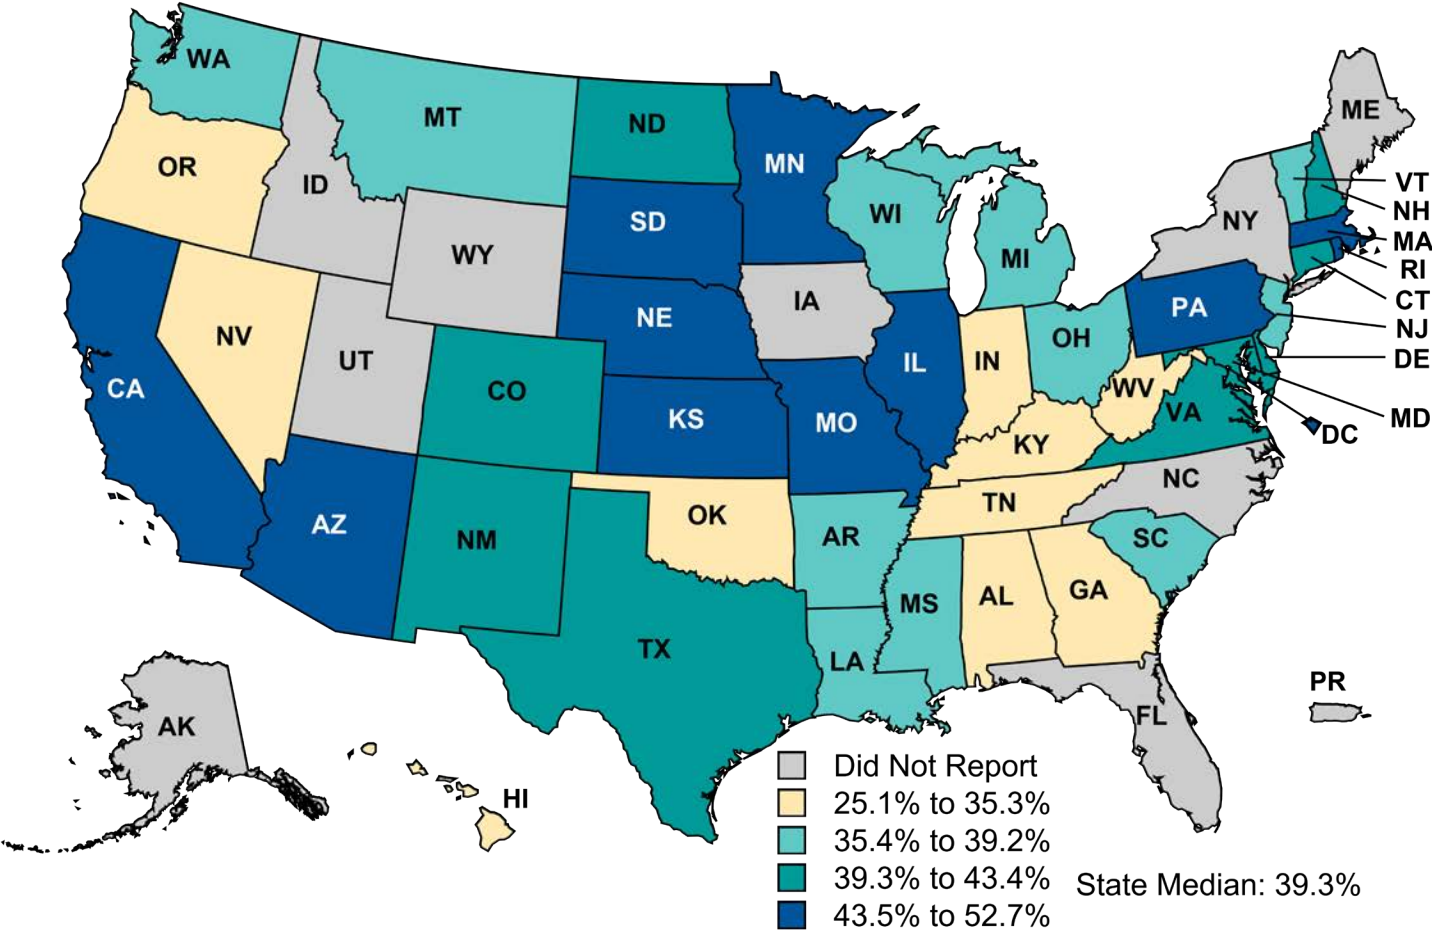 WA
MT
ND
MN
OR
ID
SD
WI
WY
MI
ME
VT
NH
NY
MA
RI
CT
NJ
DE
MD
DC
IA
NE
PA
NV
UT
OH
IL
IN
CA
CO
KS
MO
WV
VA
KY
NC
TN
AZ
NM
OK
AR
SC
MS
AL
GA
TX
LA
FL
PR
AK
HI
Did Not Report
25.1% to 35.3%
35.4% to 39.2%
39.3% to 43.4%
43.5% to 52.7%
State Median: 39.3%